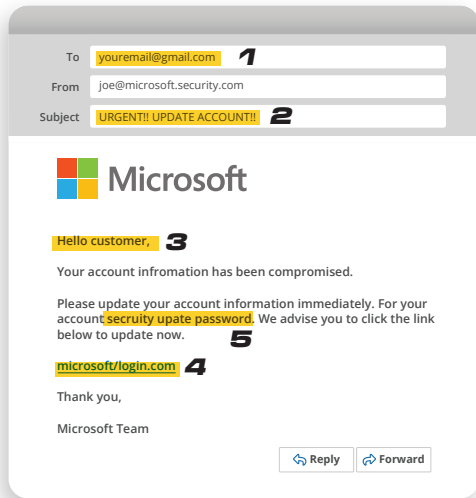 To youremail@gmail.com 1
From joe@microsoft.security.com
Subject URGENT!! UPDATE ACCOUNT!! 2
Microsoft
Hello customer, 3
Your account infromation has been compromised.
Please update your account information immediately. For your
account secruity upate password. We advise you to click the link
below to update now. 5
microsoft/login.com 4
Thank you,
Microsoft Team
Reply Forward